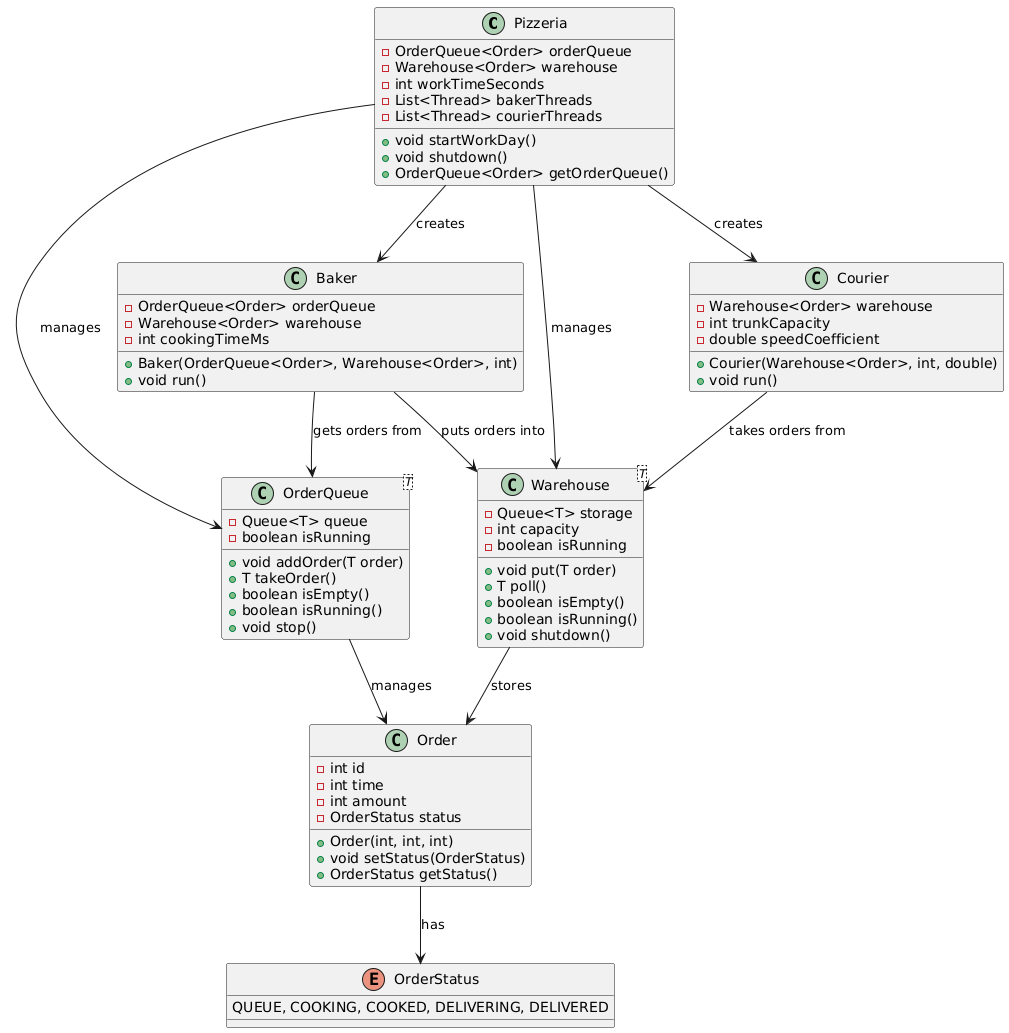 C Pizzeria
OrderQueue<Order> orderQueue
Warehouse<Order> warehouse
int workTimeSeconds
List<Thread> bakerThreads
List<Thread> courierThreads
void startWorkDay()
void shutdown()
OrderQueue<Order> getOrderQueue()
creates
creates
C Baker
OrderQueue<Order> orderQueue
Warehouse<Order> warehouse
int cookingTimeMs
Baker(OrderQueue<Order>, Warehouse<Order>, int)
void run()
C Courier
Warehouse<Order> warehouse
int trunkCapacity
double speedCoefficient
Courier(Warehouse<Order>, int, double)
void run()
manages
manages
gets orders from
puts orders into
takes orders from
C OrderQueue T
Queue<T> queue
boolean isRunning
void addOrder(T order)
T takeOrder()
boolean isEmpty()
boolean isRunning()
void stop()
C Warehouse T
Queue<T> storage
int capacity
boolean isRunning
void put(T order)
T poll()
boolean isEmpty()
boolean isRunning()
void shutdown()
manages
stores
C Order
int id
int time
int amount
OrderStatus status
Order(int, int, int)
void setStatus(OrderStatus)
OrderStatus getStatus()
has
E OrderStatus
QUEUE, COOKING, COOKED, DELIVERING, DELIVERED